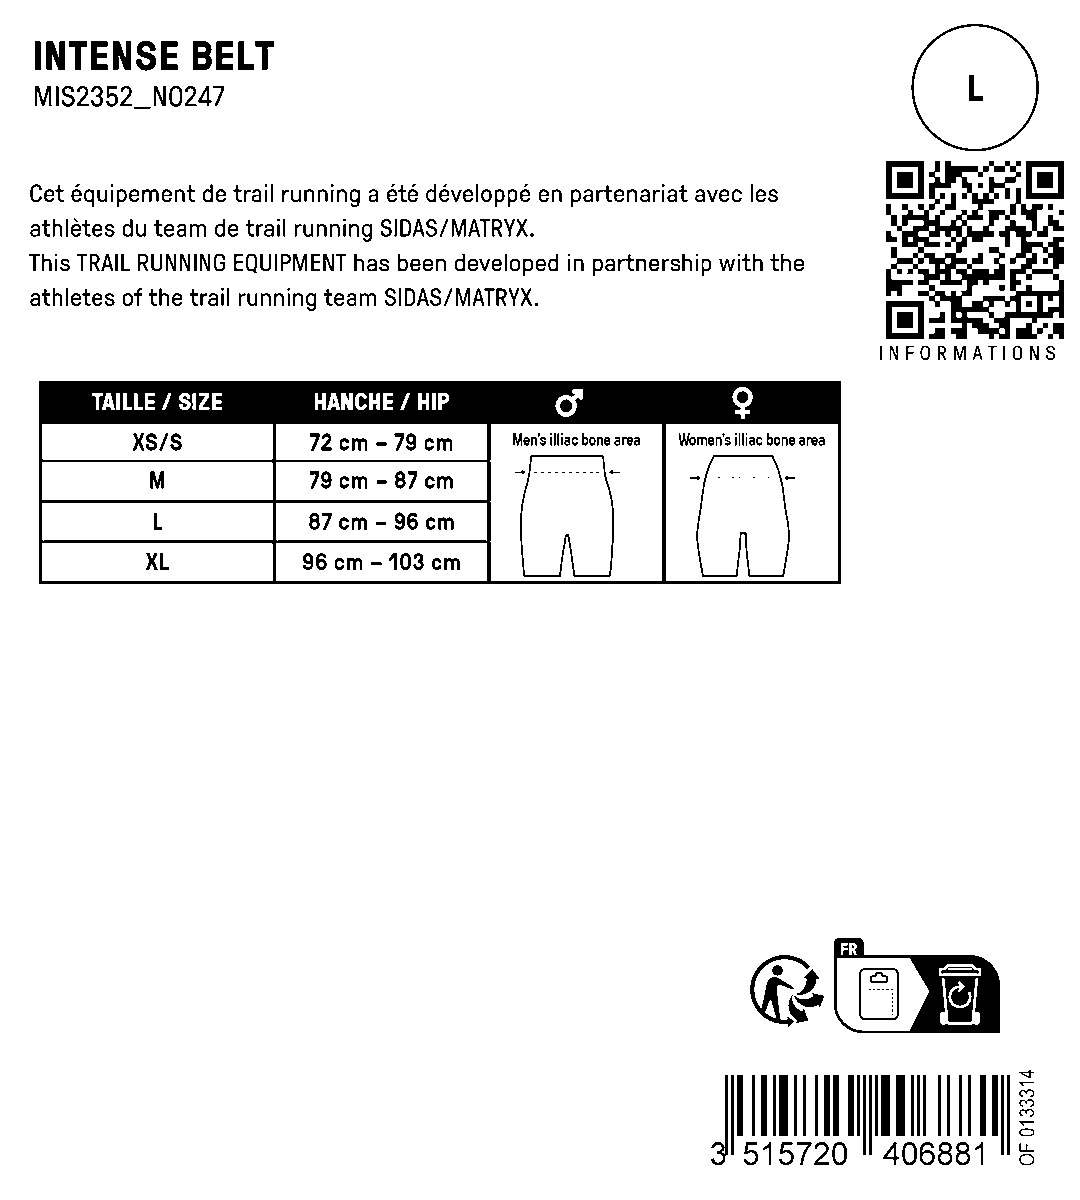 INTENSE BELT
MIS2352_N0247
L
Cet équipement de trail running a été développé en partenariat avec les
athlètes du team de trail running SIDAS/MATRYX.
This TRAIL RUNNING EQUIPMENT has been developed in partnership with the
athletes of the trail running team SIDAS/MATRYX.
INFORMATIONS
TAILLE / SIZE HANCHE / HIP ♂ ♀
XS/S 72 cm – 79 cm Men's illiac bone area Women's illiac bone area
M 79 cm – 87 cm
L 87 cm – 96 cm
XL 96 cm – 103 cm
FR
3 515720 406881
OF 0133314